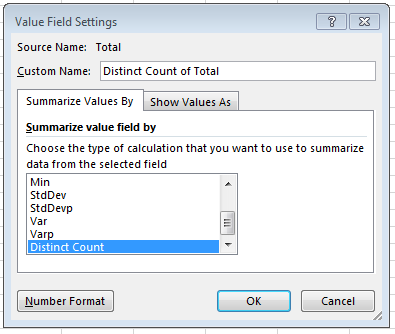 Value Field Settings
Source Name: Total
Custom Name: Distinct Count of Total
Summarize Values By Show Values As
Summarize value field by
Choose the type of calculation that you want to use to summarize
data from the selected field
Min
StdDev
StdDevp
Var
Varp
Distinct Count
Number Format OK Cancel